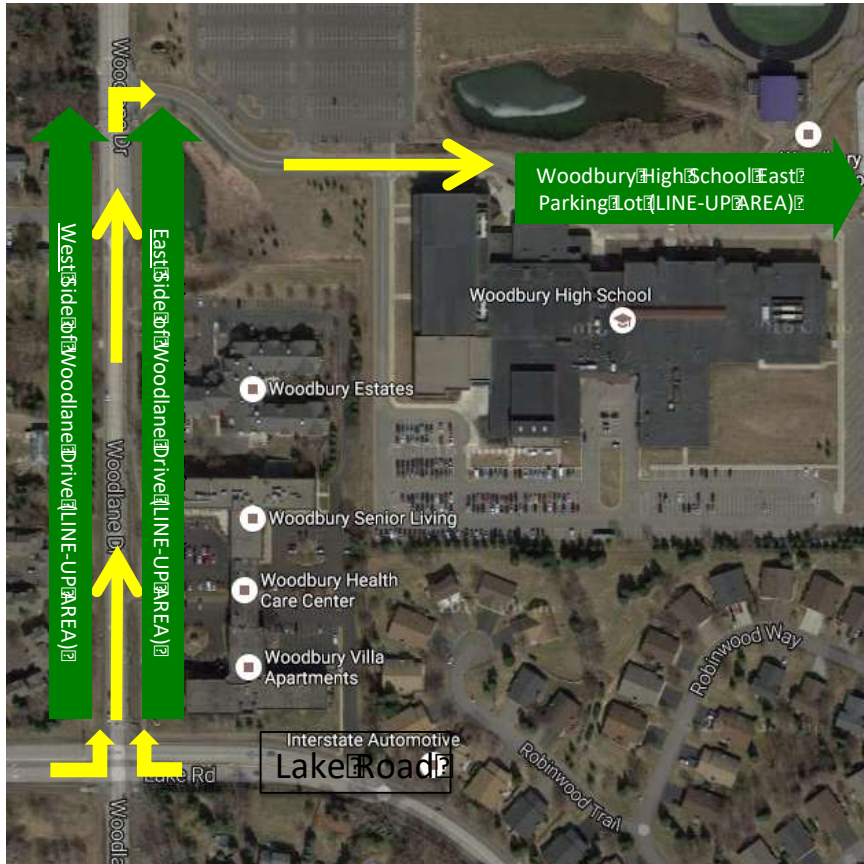 Woodlane Dr
Woodbury
Woodbury High School East
Parking Lot (LINE-UP AREA)
West Side of Woodlane Drive (LINE-UP AREA)
East Side of Woodlane Drive (LINE-UP AREA)
Woodbury High School
Woodbury Estates
Woodlane Dr
Woodbury Senior Living
Woodbury Health
Care Center
Woodbury Villa
Apartments
Robinwood Way
Interstate Automotive
Lake Road
Lake Rd
Robinwood Trail
Woodla